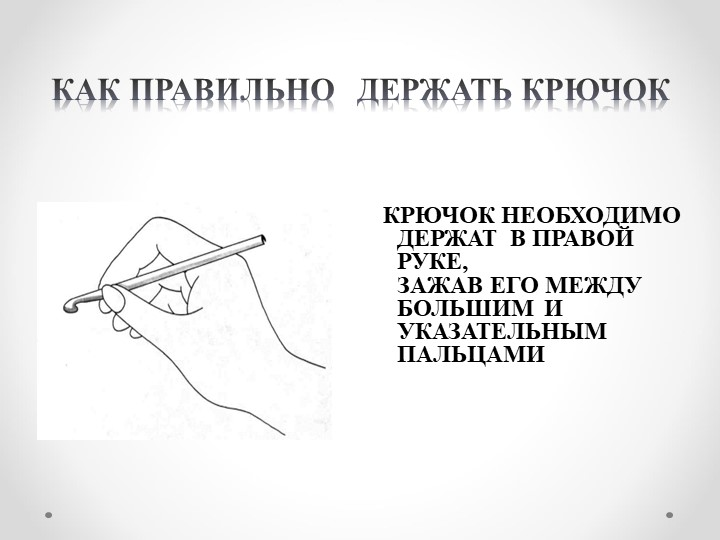 КАК ПРАВИЛЬНО ДЕРЖАТЬ КРЮЧОК
КРЮЧОК НЕОБХОДИМО
ДЕРЖАТ В ПРАВОЙ
РУКЕ,
ЗАЖАВ ЕГО МЕЖДУ
БОЛЬШИМ И
УКАЗАТЕЛЬНЫМ
ПАЛЬЦАМИ